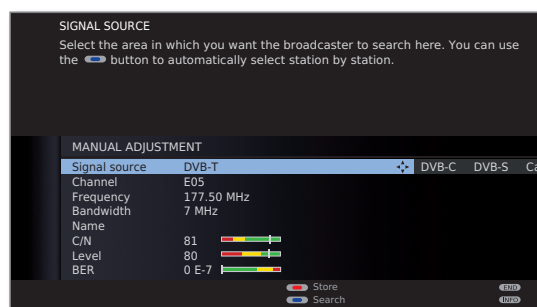 SIGNAL SOURCE
Select the area in which you want the broadcaster to search here. You can use
the button to automatically select station by station.
MANUAL ADJUSTMENT
Signal source DVB-T DVB-C DVB-S Ca
Channel E05
Frequency 177.50 MHz
Bandwidth 7 MHz
Name
C/N 81
Level 80
BER 0 E-7
Store END
Search INFO